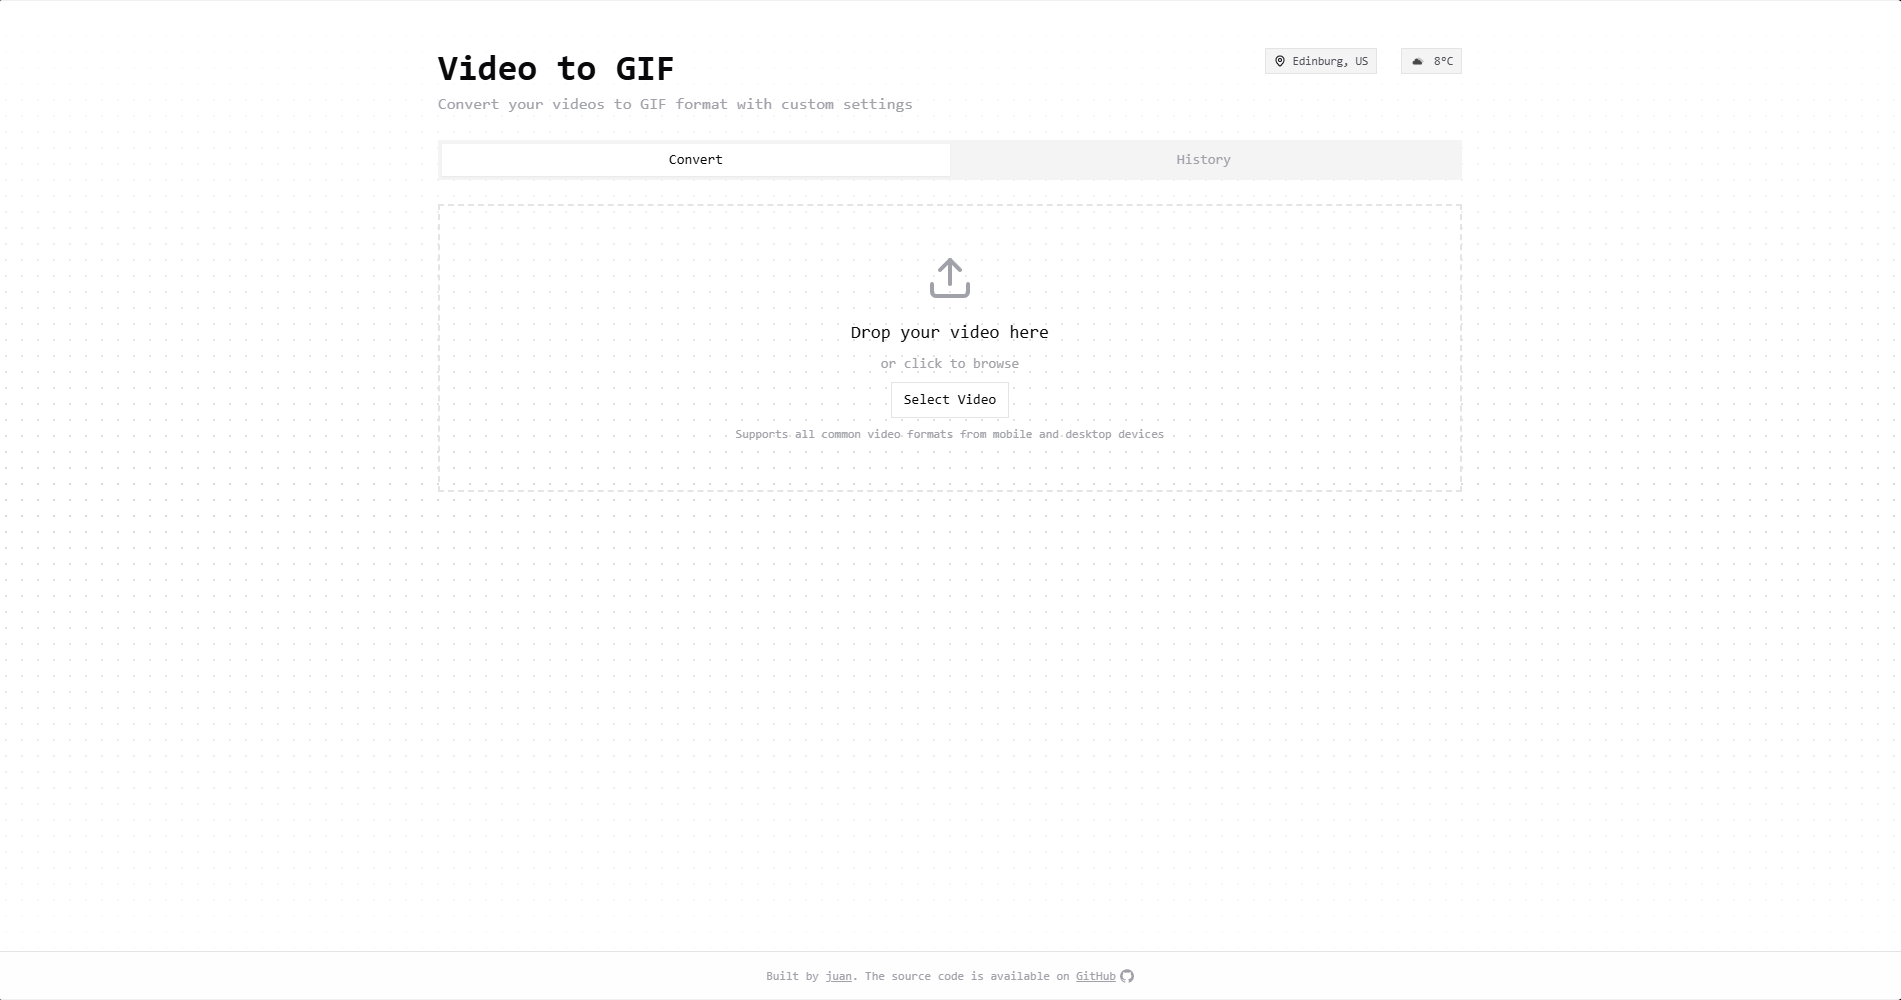 Video to GIF
Edinburg, US
8°C
Convert your videos to GIF format with custom settings
Convert
History
Drop your video here
or click to browse
Select Video
Supports all common video formats from mobile and desktop devices
Built by juan. The source code is available on GitHub